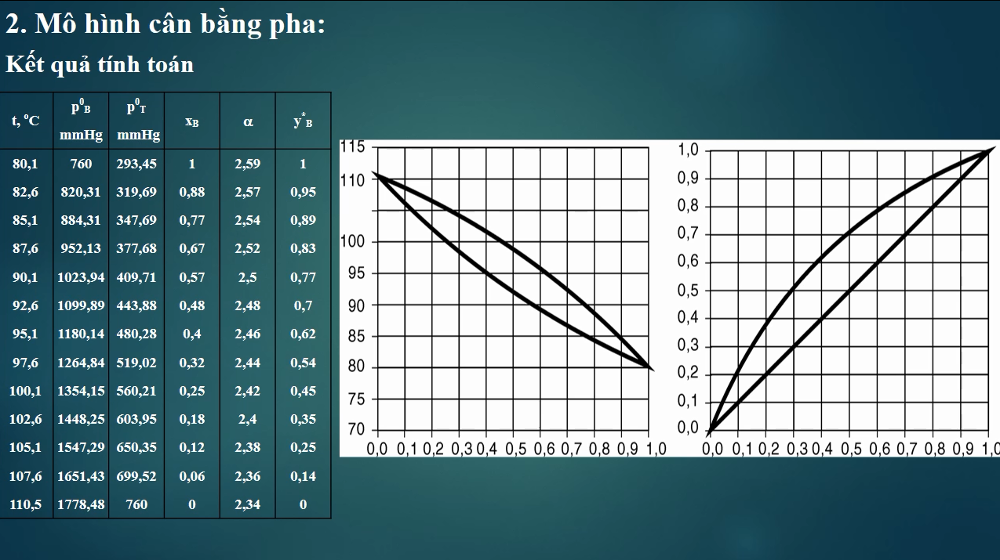 2. Mô hình cân bằng pha:
Kết quả tính toán
t, °C p⁰B mmHg p⁰T mmHg xB α y*B
80,1 760 293,45 1 2,59 1
82,6 820,31 319,69 0,88 2,57 0,95
85,1 884,31 347,69 0,77 2,54 0,89
87,6 952,13 377,68 0,67 2,52 0,83
90,1 1023,94 409,71 0,57 2,5 0,77
92,6 1099,89 443,88 0,48 2,48 0,7
95,1 1180,14 480,28 0,4 2,46 0,62
97,6 1264,84 519,02 0,32 2,44 0,54
100,1 1354,15 560,21 0,25 2,42 0,45
102,6 1448,25 603,95 0,18 2,4 0,35
105,1 1547,29 650,35 0,12 2,38 0,25
107,6 1651,43 699,52 0,06 2,36 0,14
110,5 1778,48 760 0 2,34 0
115
110
100
95
90
85
80
75
70
0,0 0,1 0,2 0,3 0,4 0,5 0,6 0,7 0,8 0,9 1,0
1,0
0,9
0,8
0,7
0,6
0,5
0,4
0,3
0,2
0,1
0,0
0,0 0,1 0,2 0,3 0,4 0,5 0,6 0,7 0,8 0,9 1,0